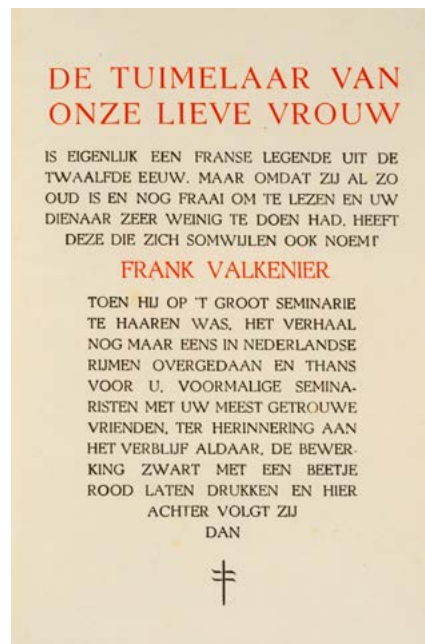 DE TUIMELAAR VAN
ONZE LIEVE VROUW
IS EIGENLIJK EEN FRANSE LEGENDE UIT DE
TWAALFDE EEUW. MAAR OMDAT ZIJ AL ZO
OUD IS EN NOG FRAAI OM TE LEZEN EN UW
DIENAAR ZEER WEINIG TE DOEN HAD, HEEFT
DEZE DIE ZICH SOMWIJLEN OOK NOEMT
FRANK VALKENIER
TOEN HIJ OP 'T GROOT SEMINARIE
TE HAAREN WAS, HET VERHAAL
NOG MAAR EENS IN NEDERLANDSE
RIJMEN OVERGEDAAN EN THANS
VOOR U, VOORMALIGE SEMINA-
RISTEN MET UW MEEST GETROUWE
VRIENDEN, TER HERINNERING AAN
HET VERBLIJF ALDAAR, DE BEWER-
KING ZWART MET EEN BEETJE
ROOD LATEN DRUKKEN EN HIER
ACHTER VOLGT ZIJ
DAN